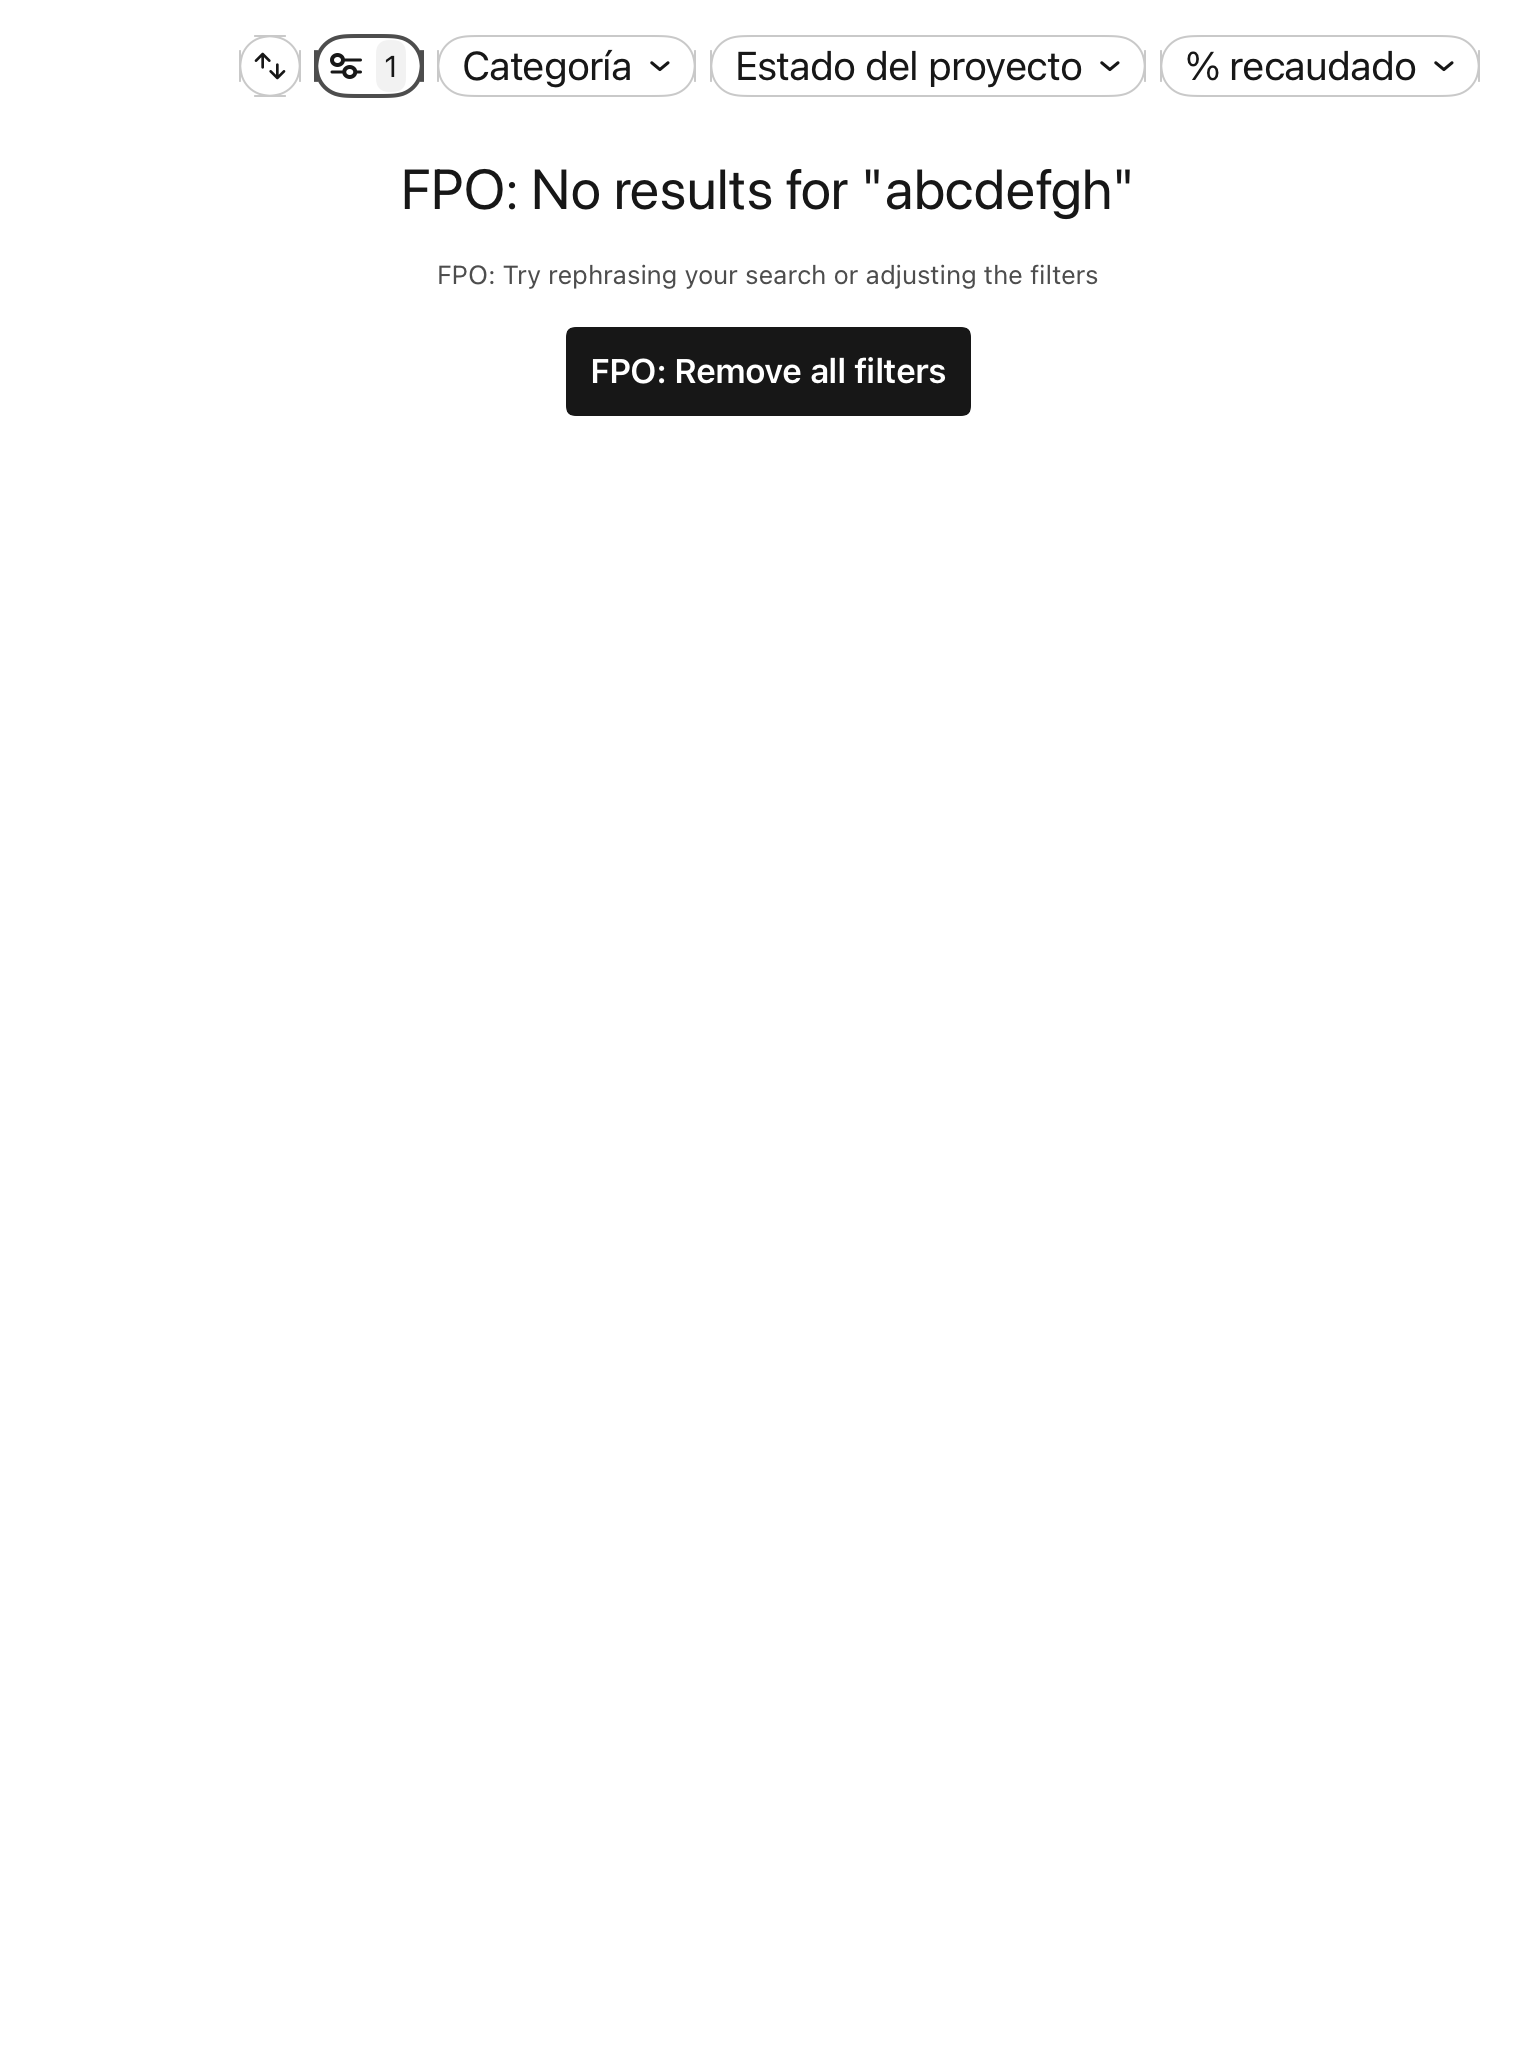 1 Categoría Estado del proyecto % recaudado
FPO: No results for "abcdefgh"
FPO: Try rephrasing your search or adjusting the filters
FPO: Remove all filters